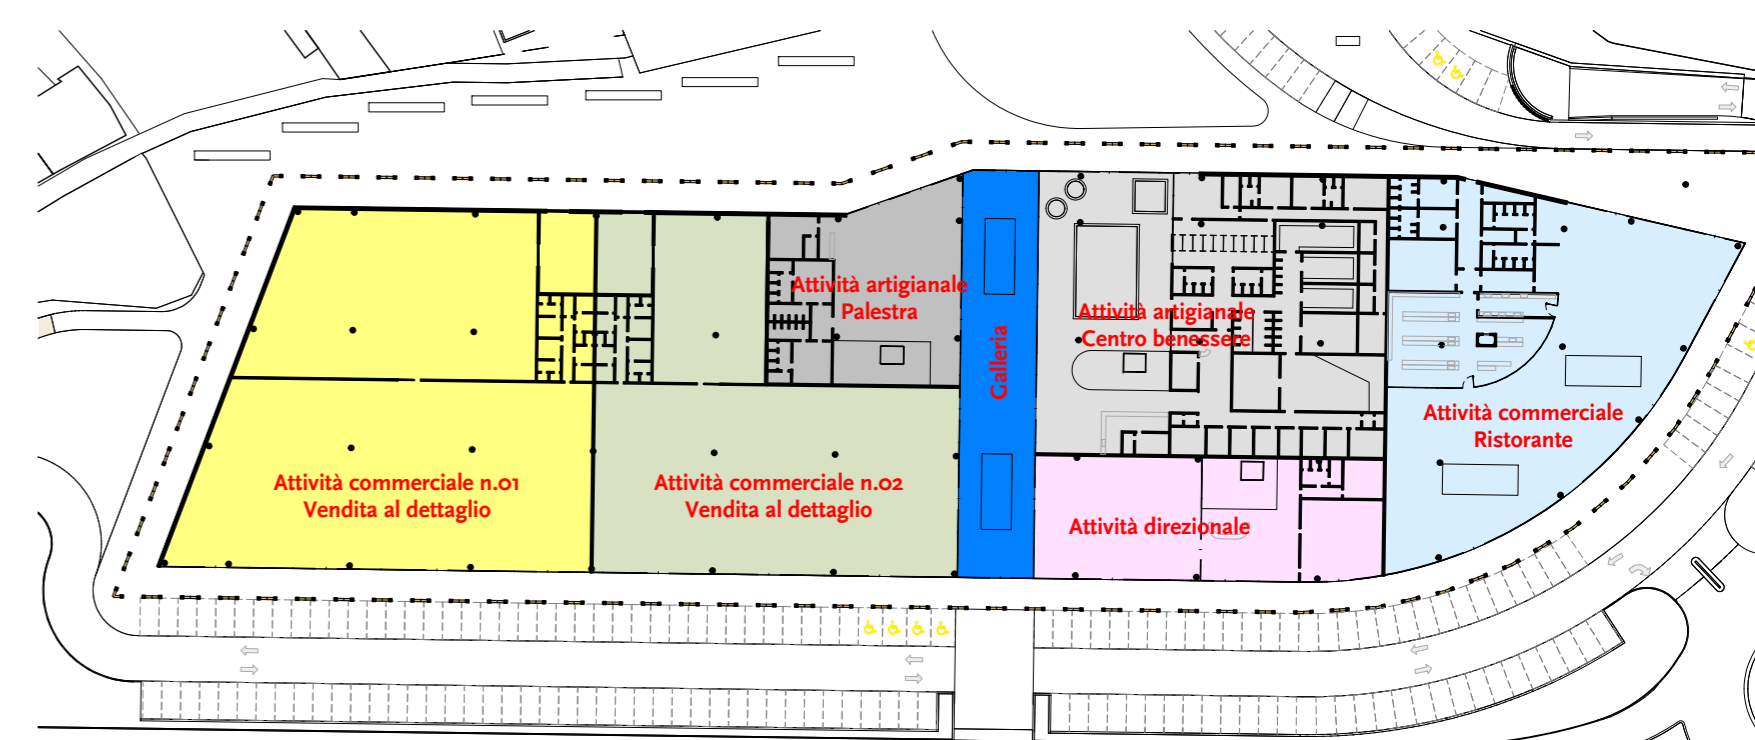 Attività artigianale
Palestra
Galleria
Attività artigianale
Centro benessere
Attività commerciale
Ristorante
Attività commerciale n.01
Vendita al dettaglio
Attività commerciale n.02
Vendita al dettaglio
Attività direzionale